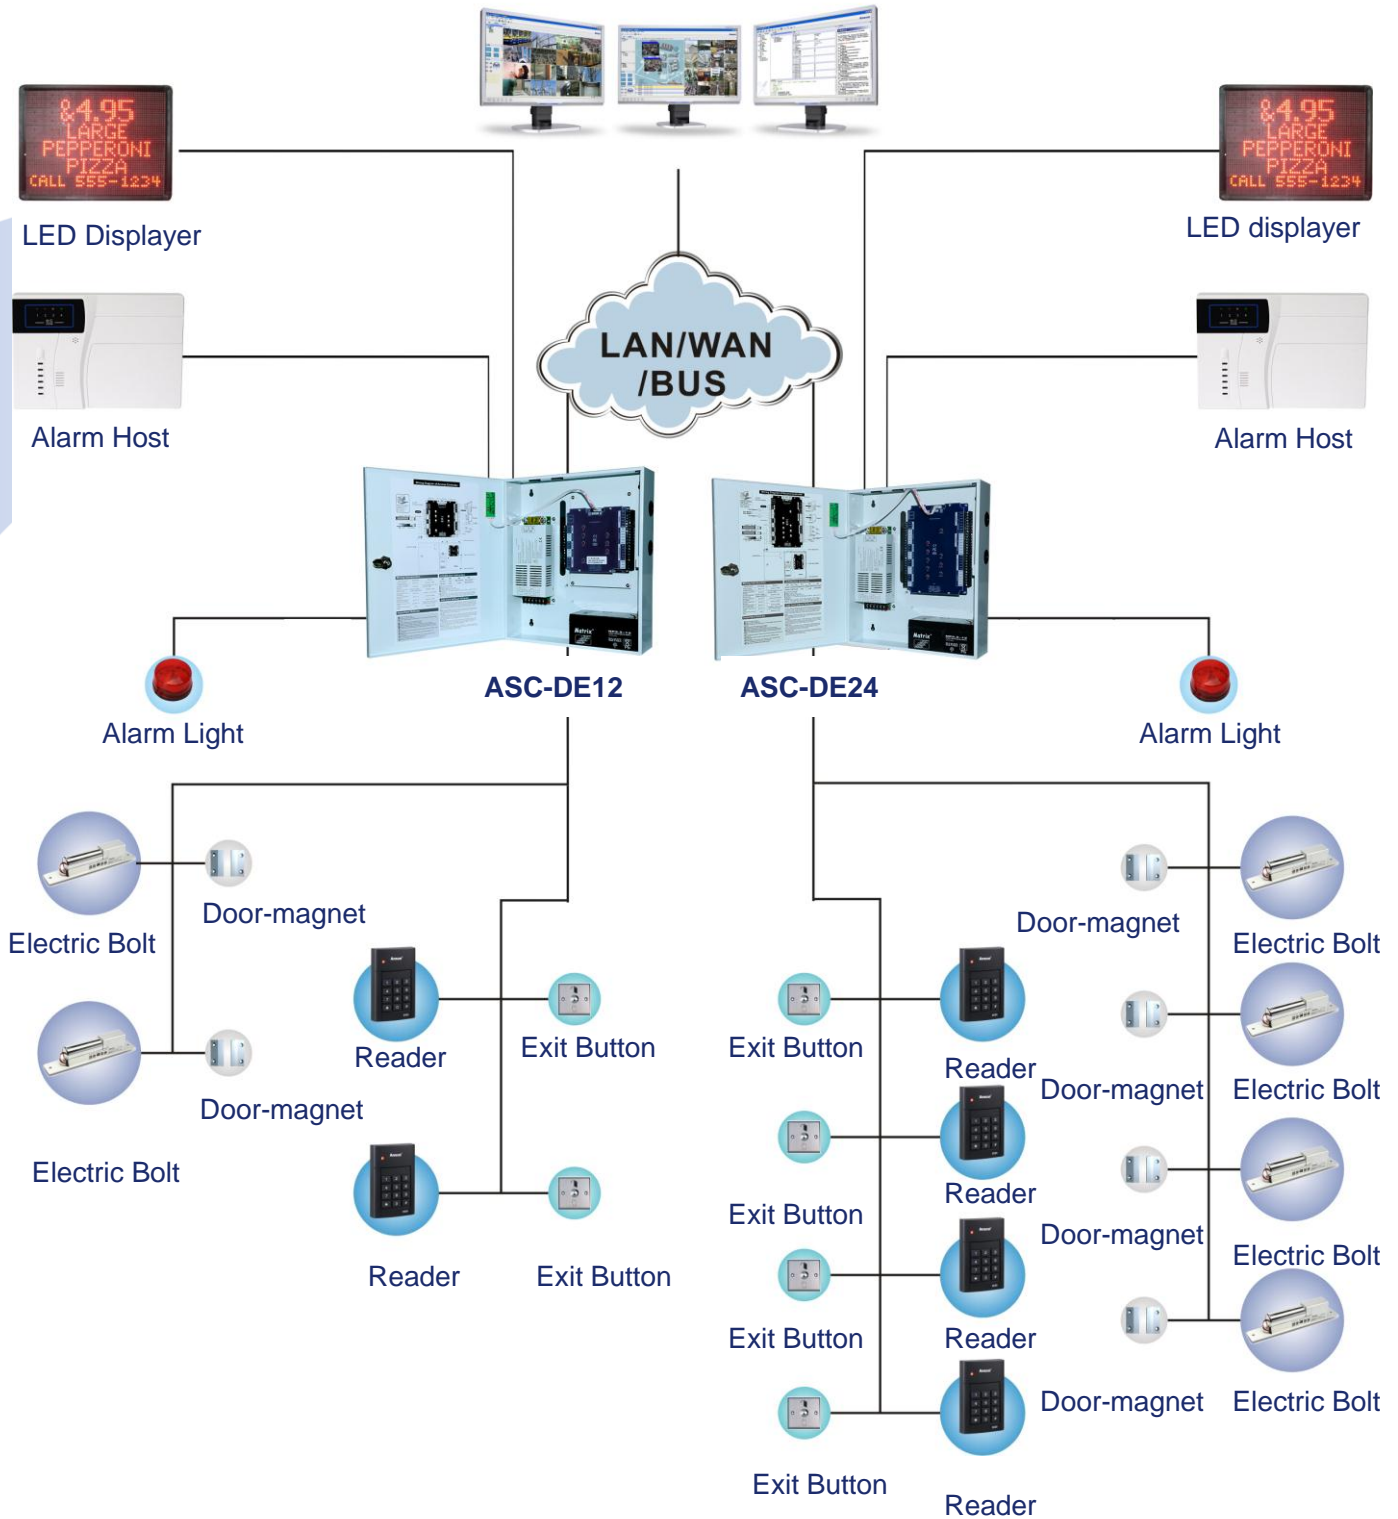 &4.95
LARGE
PEPPERONI
PIZZA
CALL 555-1234
LED Displayer
&4.95
LARGE
PEPPERONI
PIZZA
CALL 555-1234
LED displayer
LAN/WAN
/BUS
Alarm Host
Alarm Host
Matrix
Matrix
ASC-DE12
ASC-DE24
Alarm Light
Alarm Light
Door-magnet
Electric Bolt
Door-magnet
Electric Bolt
Reader
Exit Button
Reader
Exit Button
Door-magnet
Electric Bolt
Exit Button
Reader
Door-magnet
Electric Bolt
Exit Button
Reader
Door-magnet
Electric Bolt
Exit Button
Reader
Door-magnet
Electric Bolt
Exit Button
Reader